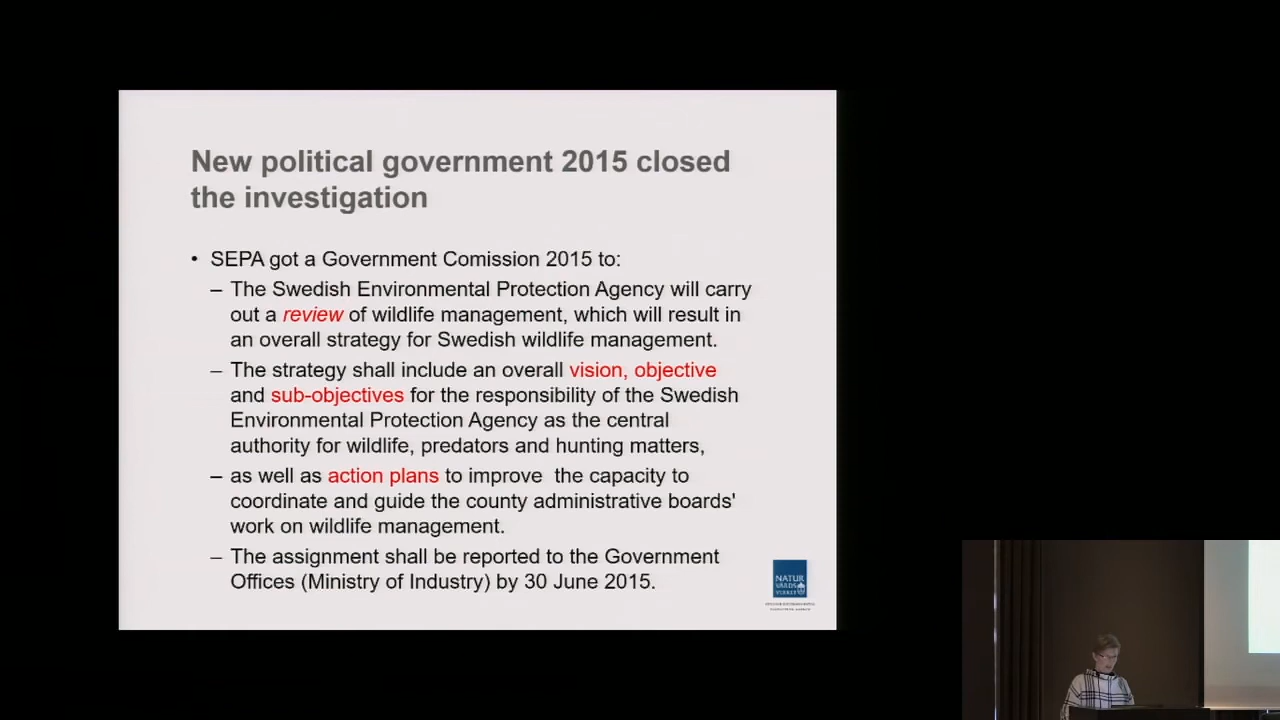 New political government 2015 closed
the investigation
• SEPA got a Government Comission 2015 to:
– The Swedish Environmental Protection Agency will carry
out a review of wildlife management, which will result in
an overall strategy for Swedish wildlife management.
– The strategy shall include an overall vision, objective
and sub-objectives for the responsibility of the Swedish
Environmental Protection Agency as the central
authority for wildlife, predators and hunting matters,
– as well as action plans to improve  the capacity to
coordinate and guide the county administrative boards'
work on wildlife management.
– The assignment shall be reported to the Government
Offices (Ministry of Industry) by 30 June 2015.
NATUR
VÅRDS
VERKET